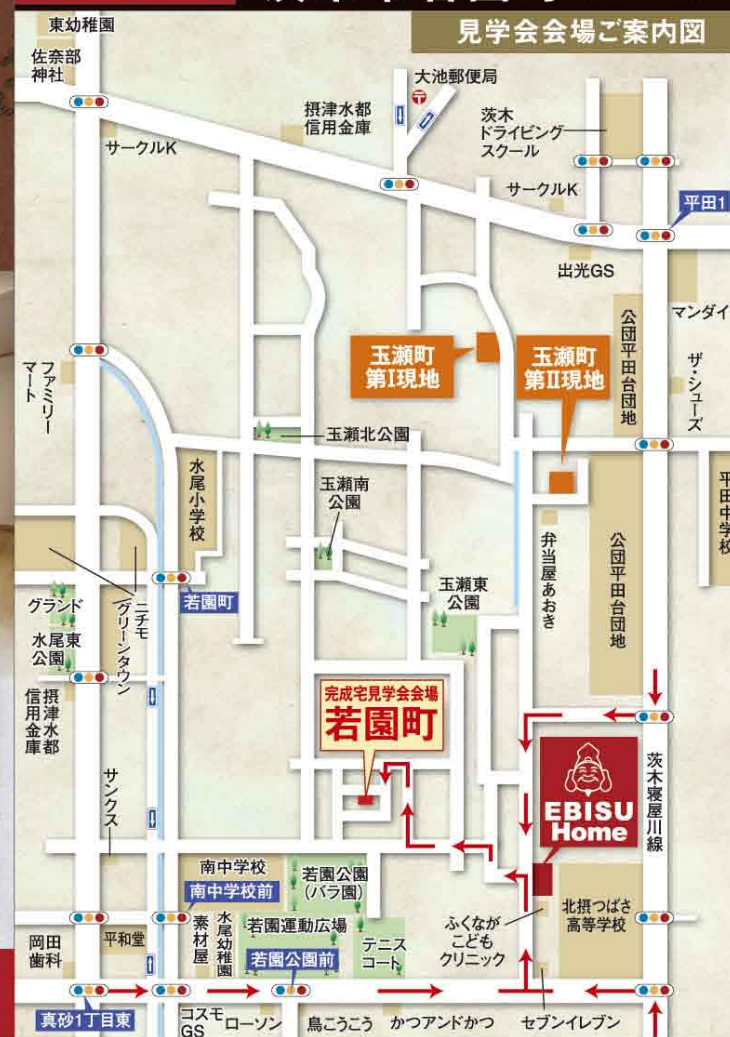 見学会会場ご案内図
東幼稚園
佐奈部
神社
サークルK
摂津水都
信用金庫
大池郵便局
茨木
ドライビング
スクール
サークルK
平田1
出光GS
マンダイ
公団平田台団地
ザ・シューズ
ファミリー
マート
玉瀬町
第I現地
玉瀬町
第II現地
玉瀬北公園
水尾小学校
玉瀬南
公園
平田中学校
弁当屋あおき
公団平田台団地
若園町
玉瀬東
公園
グランド
ニチモ
グリーンタウン
水尾東
公園
摂津水都
信用金庫
完成宅見学会会場
若園町
EBISU
Home
茨木寝屋川線
サンクス
南中学校
南中学校前
若園公園
(バラ園)
若園運動広場
テニス
コート
ふくなが
こども
クリニック
北摂つばさ
高等学校
岡田
歯科
平和堂
素材屋
水尾幼稚園
若園公園前
真砂1丁目東
コスモ
GS
ローソン
鳥こうこう
かつアンドかつ
セブンイレブン